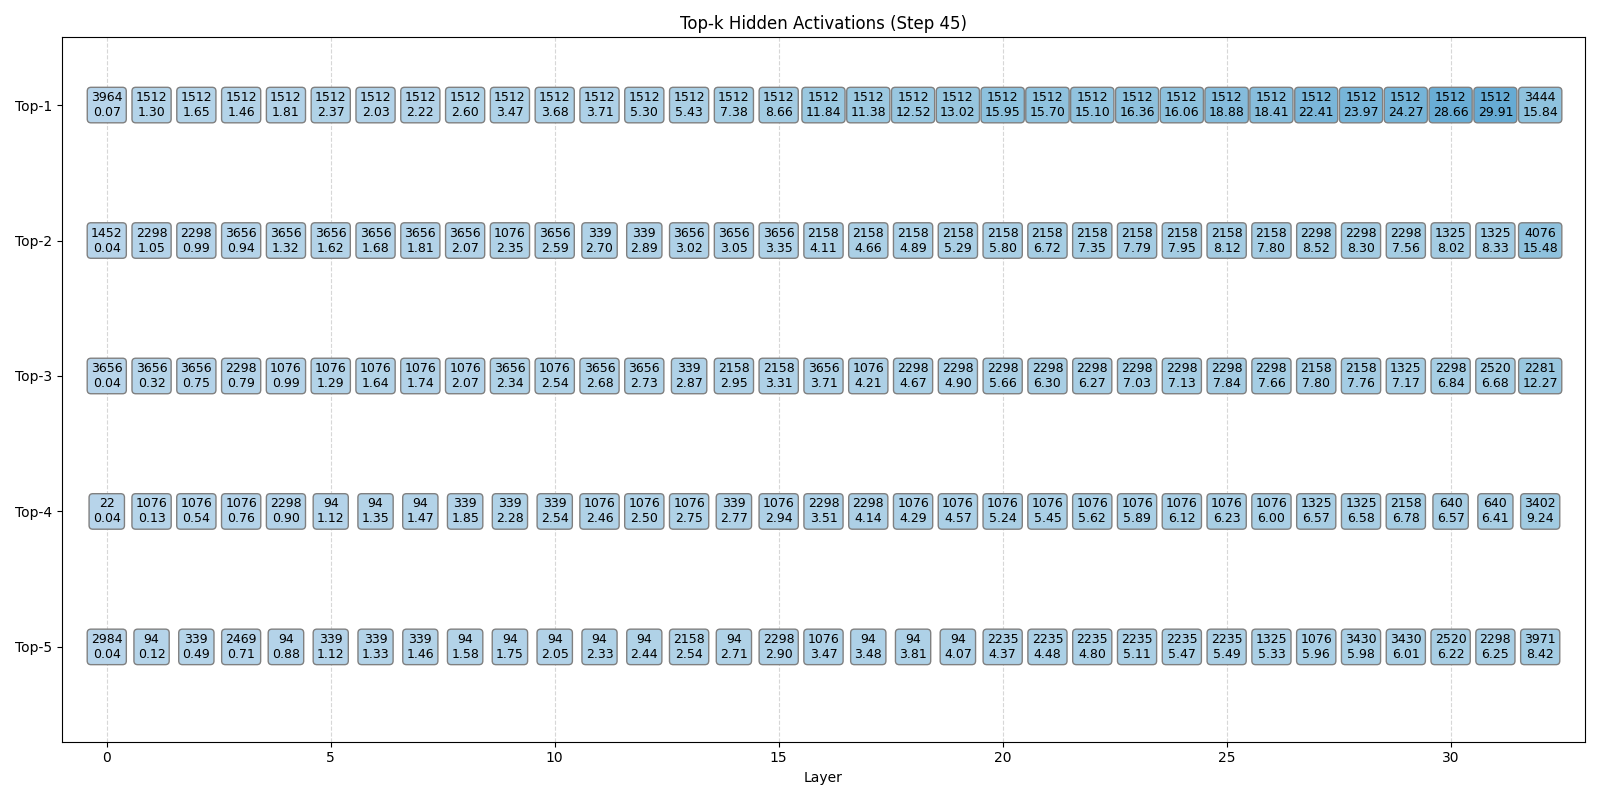 Top-k Hidden Activations (Step 45)
Top-1
3964 1512 1512 1512 1512 1512 1512 1512 1512 1512 1512 1512 1512 1512 1512 1512 1512 1512 1512 1512 1512 1512 1512 1512 1512 1512 1512 1512 1512 1512 1512 1512 3444
0.07 1.30 1.65 1.46 1.81 2.37 2.03 2.22 2.60 3.47 3.68 3.71 5.30 5.43 7.38 8.66 11.84 11.38 12.52 13.02 15.95 15.70 15.10 16.36 16.06 18.88 18.41 22.41 23.97 24.27 28.66 29.91 15.84
Top-2
1452 2298 2298 3656 3656 3656 3656 3656 3656 1076 3656 339 339 3656 3656 3656 2158 2158 2158 2158 2158 2158 2158 2158 2158 2158 2158 2298 2298 2298 1325 1325 4076
0.04 1.05 0.99 0.94 1.32 1.62 1.68 1.81 2.07 2.35 2.59 2.70 2.89 3.02 3.05 3.35 4.11 4.66 4.89 5.29 5.80 6.72 7.35 7.79 7.95 8.12 7.80 8.52 8.30 7.56 8.02 8.33 15.48
Top-3
3656 3656 3656 2298 1076 1076 1076 1076 1076 3656 1076 3656 3656 339 2158 2158 3656 1076 2298 2298 2298 2298 2298 2298 2298 2298 2298 2158 2158 1325 2298 2520 2281
0.04 0.32 0.75 0.79 0.99 1.29 1.64 1.74 2.07 2.34 2.54 2.68 2.73 2.87 2.95 3.31 3.71 4.21 4.67 4.90 5.66 6.30 6.27 7.03 7.13 7.84 7.66 7.80 7.76 7.17 6.84 6.68 12.27
Top-4
22 1076 1076 1076 2298 94 94 94 339 339 339 1076 1076 1076 339 1076 2298 2298 1076 1076 1076 1076 1076 1076 1076 1076 1076 1325 1325 2158 640 640 3402
0.04 0.13 0.54 0.76 0.90 1.12 1.35 1.47 1.85 2.28 2.54 2.46 2.50 2.75 2.77 2.94 3.51 4.14 4.29 4.57 5.24 5.45 5.62 5.89 6.12 6.23 6.00 6.57 6.58 6.78 6.57 6.41 9.24
Top-5
2984 94 339 2469 94 339 339 339 94 94 94 94 94 2158 94 2298 1076 94 94 94 2235 2235 2235 2235 2235 2235 1325 1076 3430 3430 2520 2298 3971
0.04 0.12 0.49 0.71 0.88 1.12 1.33 1.46 1.58 1.75 2.05 2.33 2.44 2.54 2.71 2.90 3.47 3.48 3.81 4.07 4.37 4.48 4.80 5.11 5.47 5.49 5.33 5.96 5.98 6.01 6.22 6.25 8.42
0 5 10 15 20 25 30
Layer